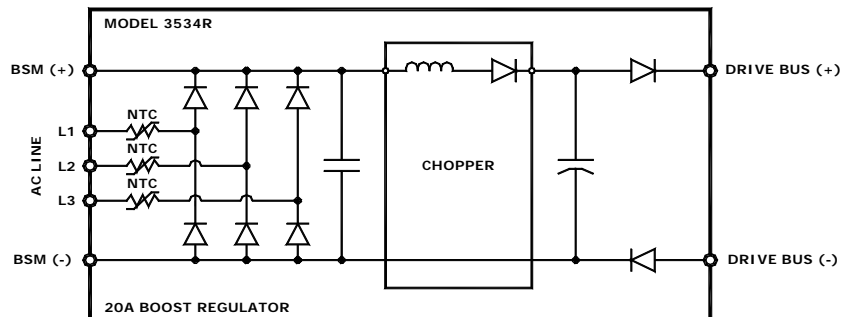 MODEL 3534R
BSM (+)
DRIVE BUS (+)
NTC
L1
NTC
L2
NTC
L3
AC LINE
CHOPPER
BSM (-)
DRIVE BUS (-)
20A BOOST REGULATOR